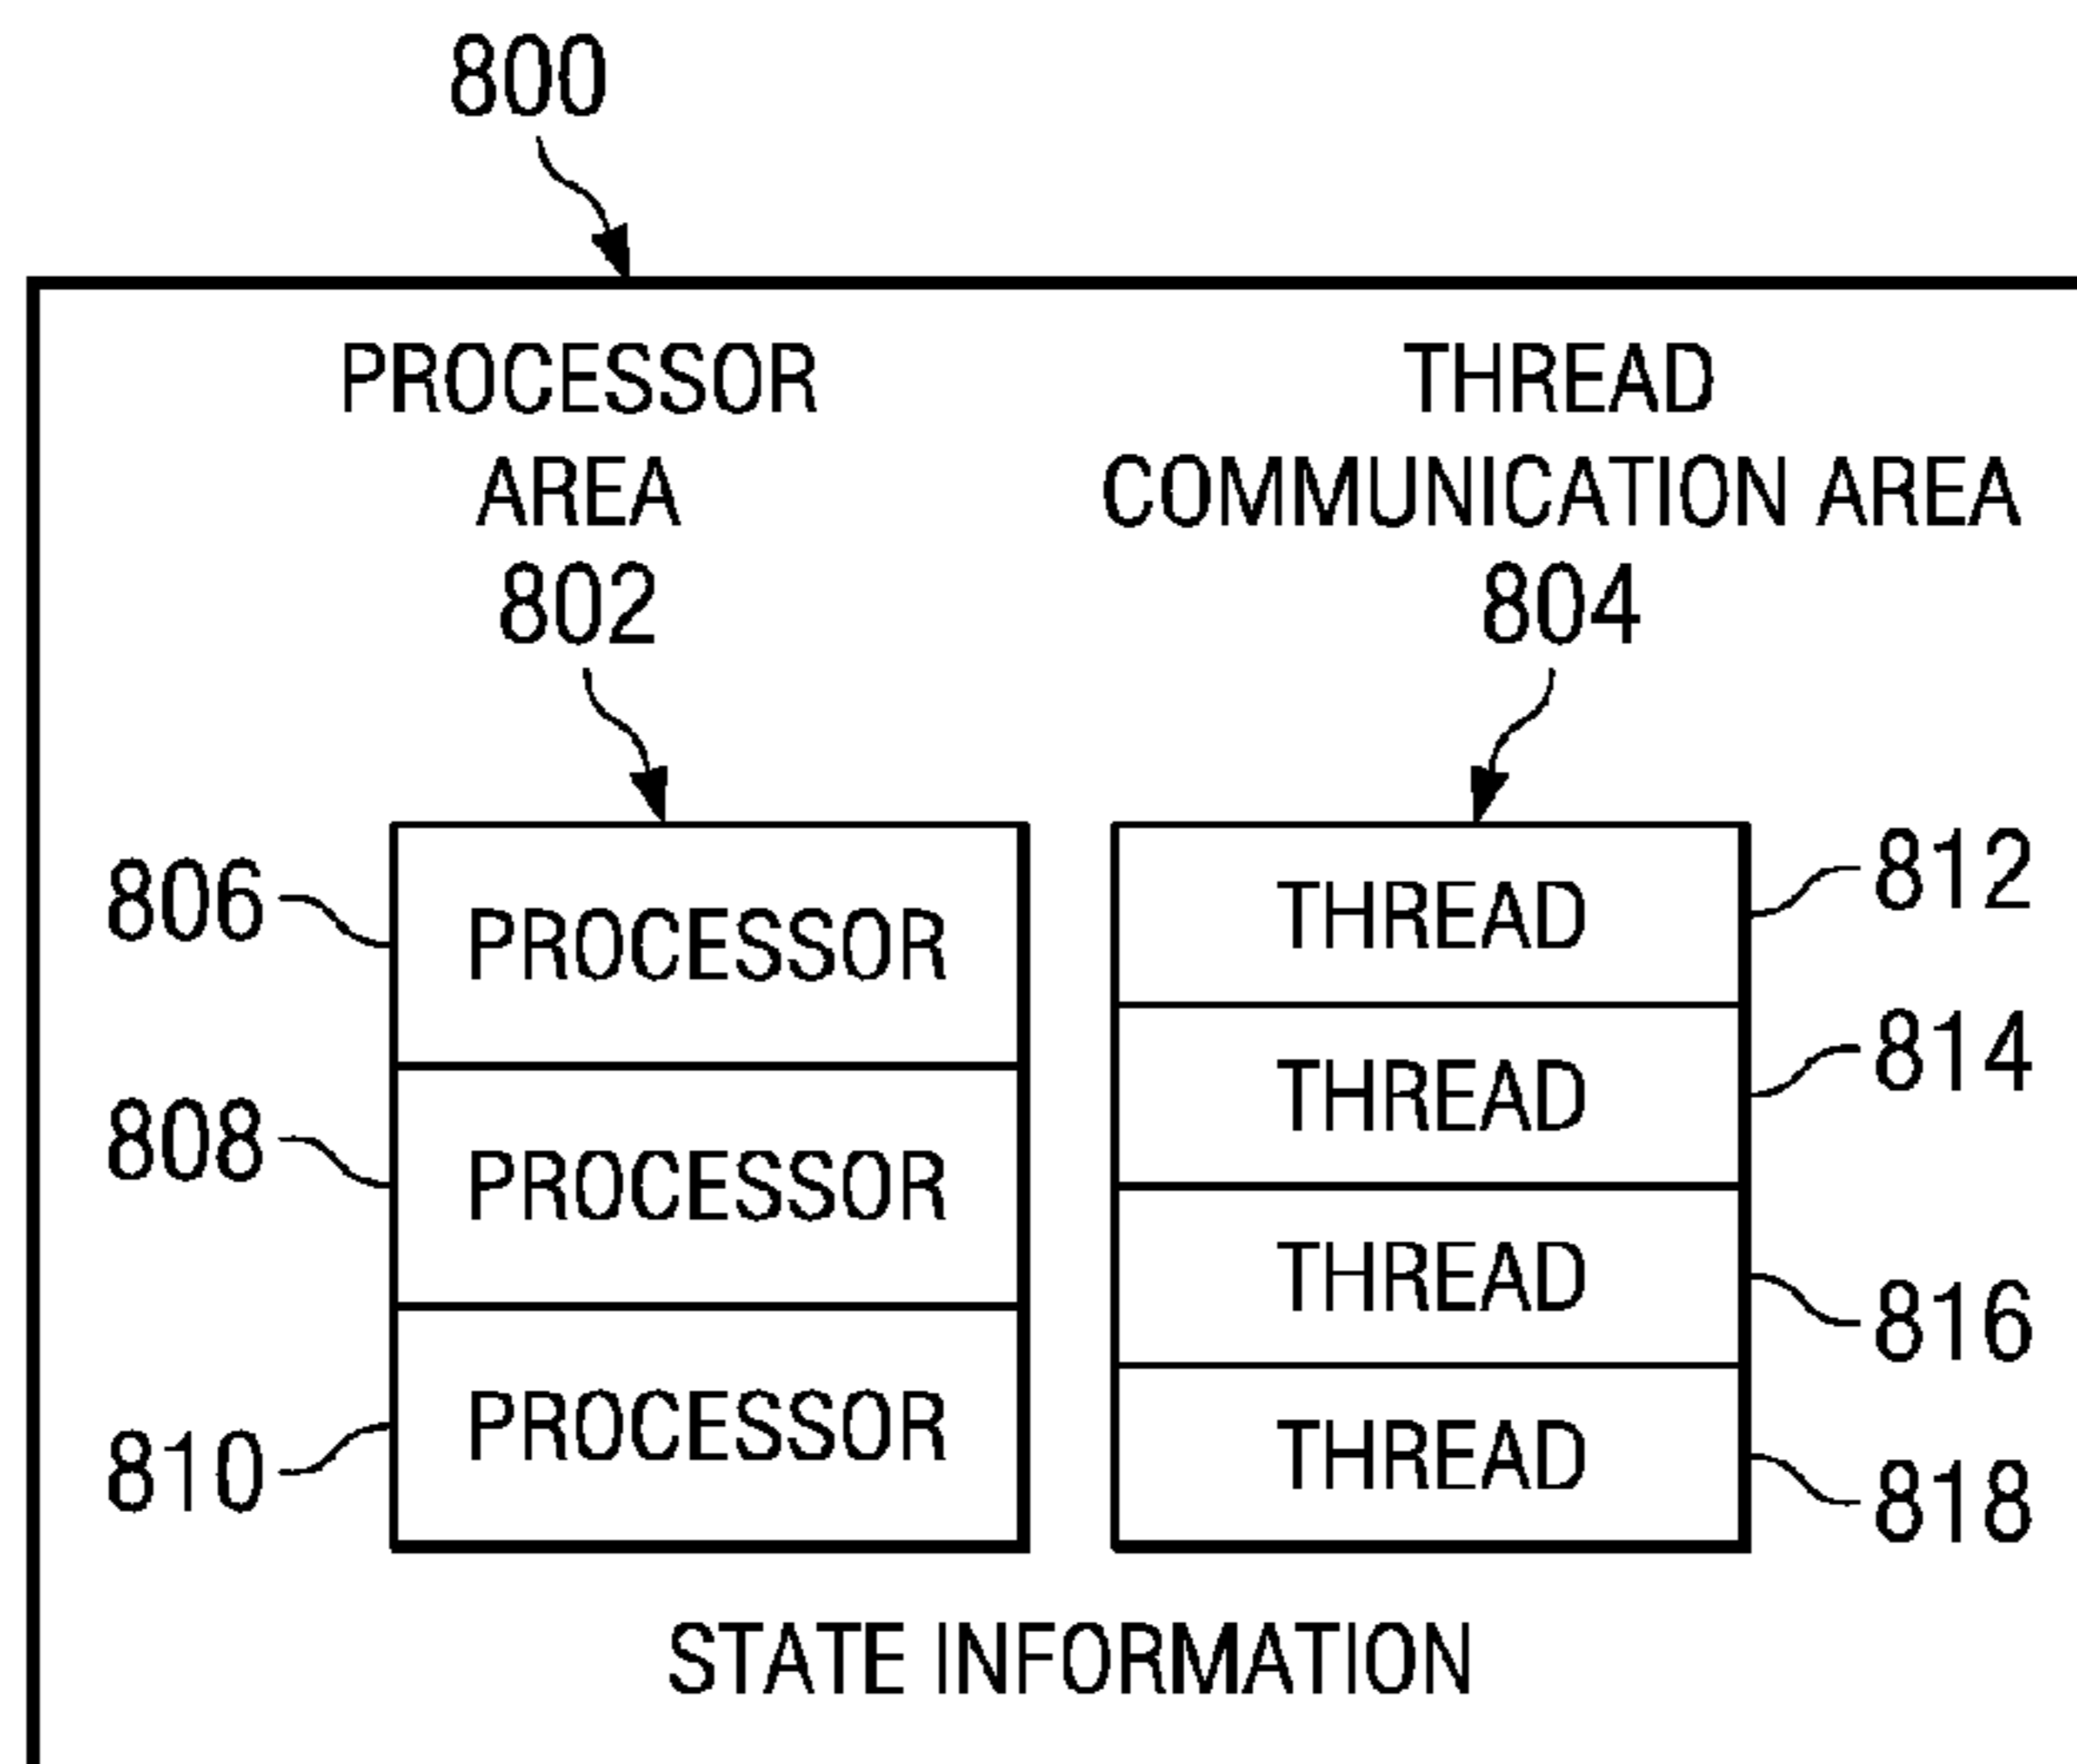 800
PROCESSOR
AREA
802
THREAD
COMMUNICATION AREA
804
806
PROCESSOR
808
PROCESSOR
810
PROCESSOR
THREAD
812
THREAD
814
THREAD
816
THREAD
818
STATE INFORMATION